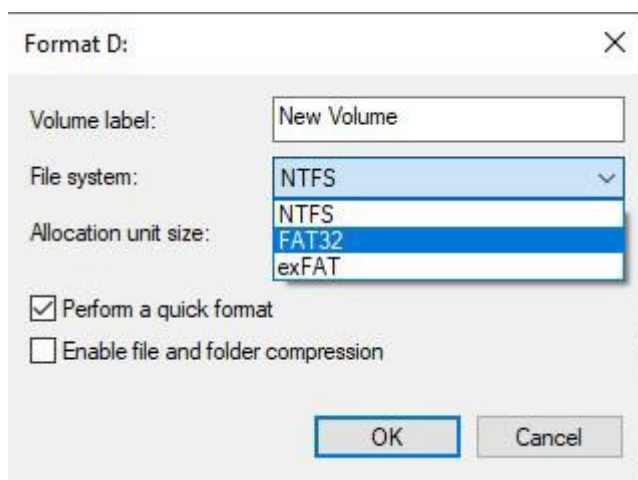 Format D:
Volume label: New Volume
File system: NTFS
NTFS
Allocation unit size: FAT32
exFAT
Perform a quick format
Enable file and folder compression
OK Cancel